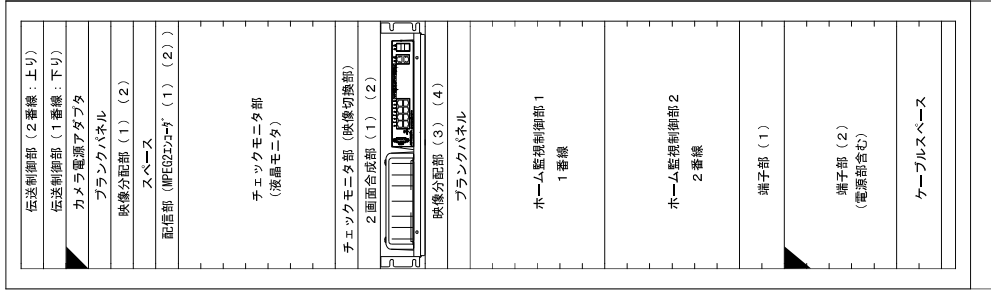 伝送制御部（２番線：上り）
伝送制御部（１番線：下り）
カメラ電源アダプタ
ブランクパネル
映像分配部（１）（２）
スペース
配信部（MPEG2ｴﾝｺｰﾀﾞ（１）（２））
チェックモニタ部
（液晶モニタ）
チェックモニタ部（映像切換部）
２画面合成部（１）（２）
映像分配部（３）（４）
ブランクパネル
ホーム監視制御部１
１番線
ホーム監視制御部２
２番線
端子部（１）
端子部（２）
（電源部含む）
ケーブルスペース